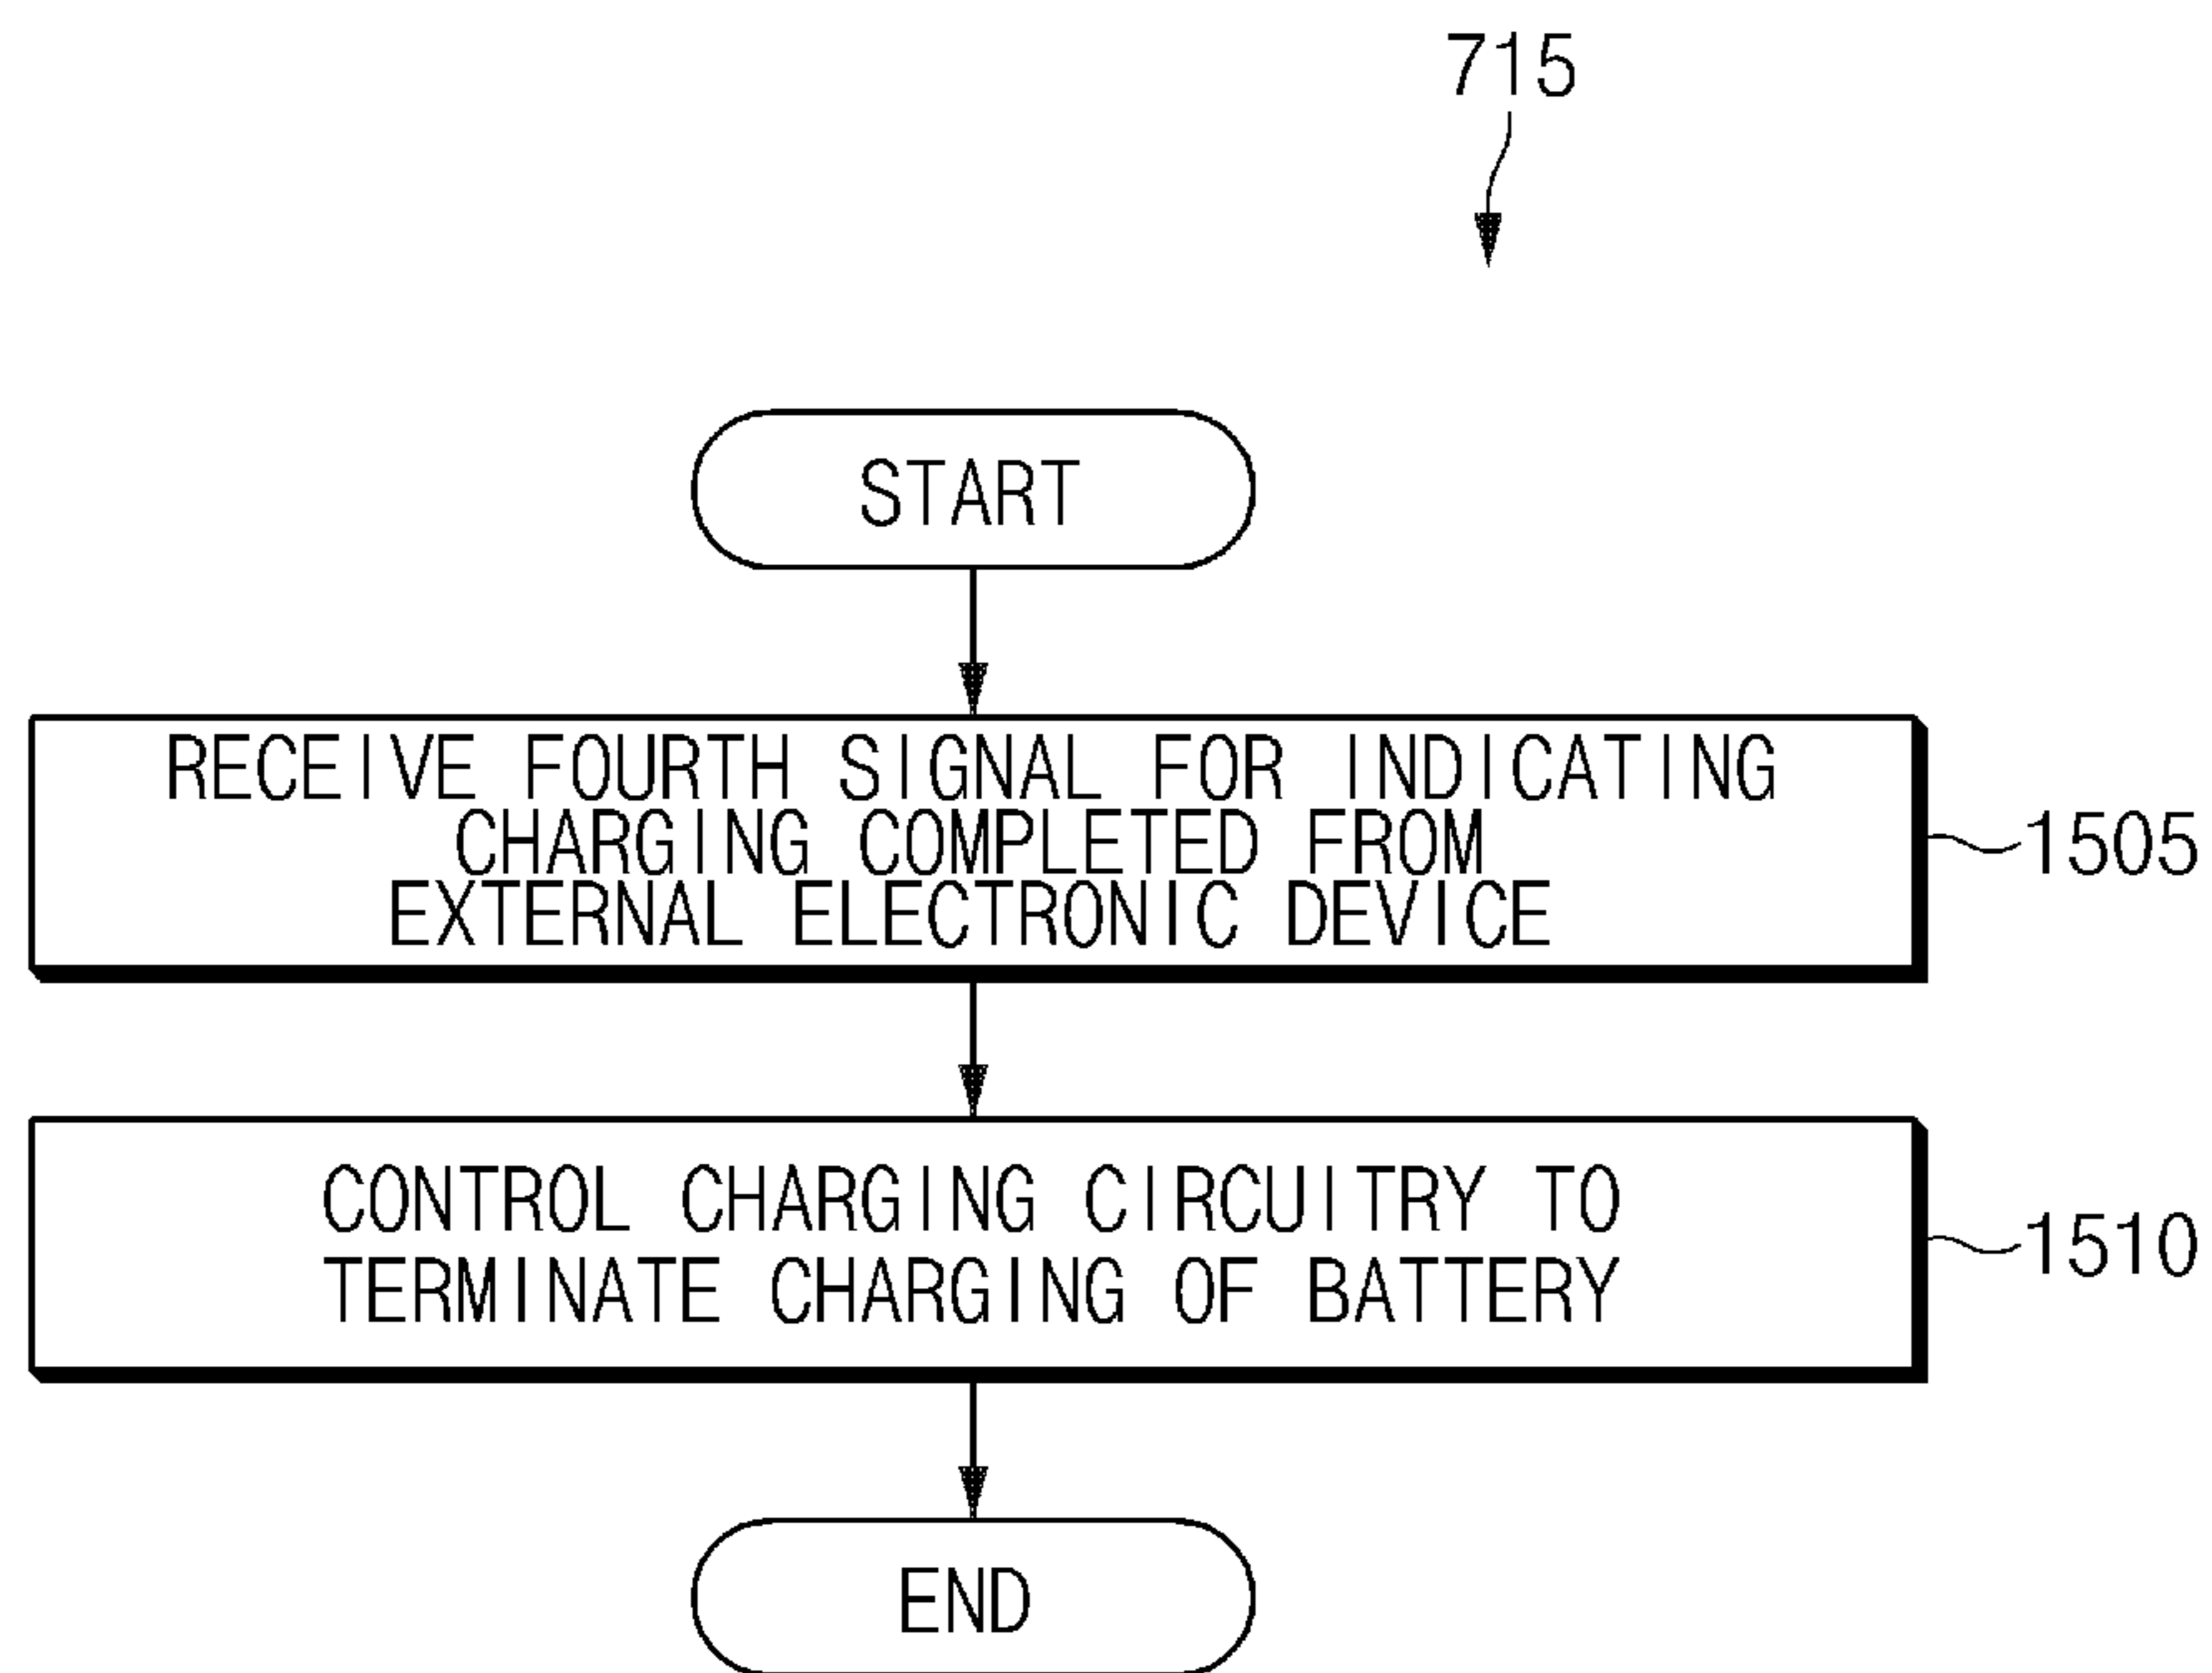 715
START
RECEIVE FOURTH SIGNAL FOR INDICATING
CHARGING COMPLETED FROM
EXTERNAL ELECTRONIC DEVICE
1505
CONTROL CHARGING CIRCUITRY TO
TERMINATE CHARGING OF BATTERY
1510
END